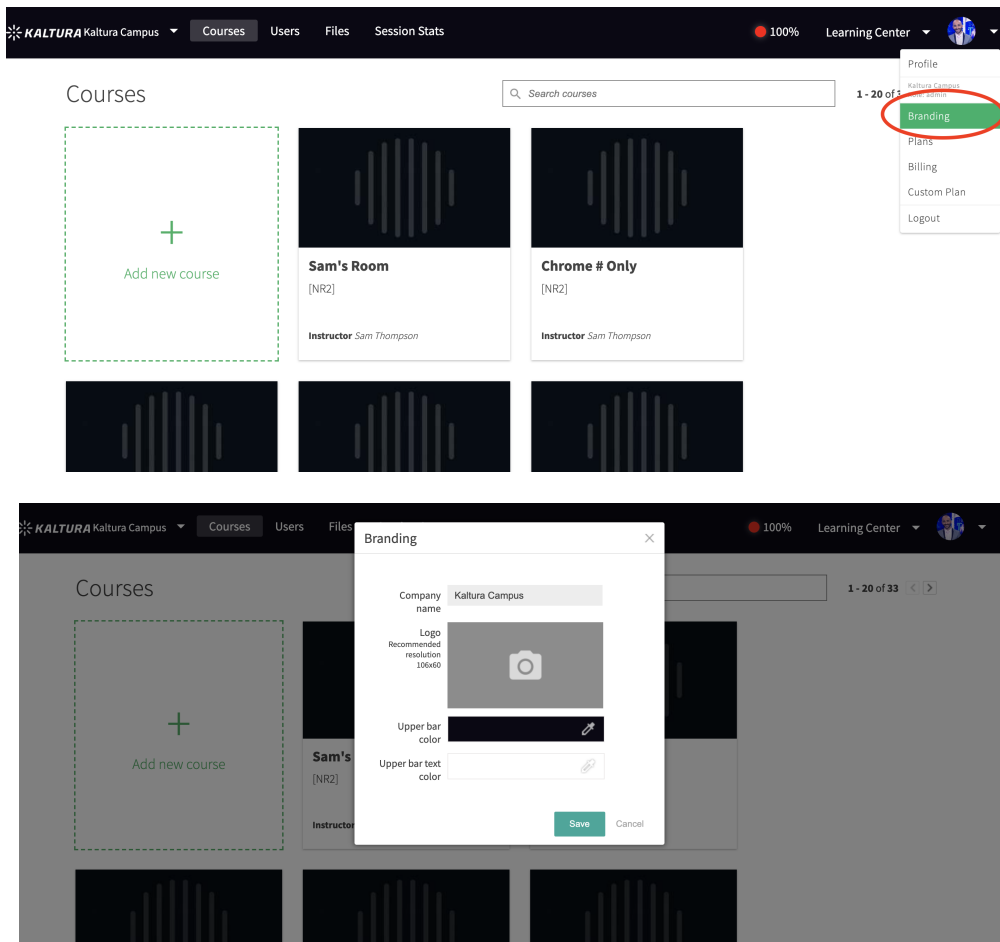 KALTURA Kaltura Campus Courses Users Files Session Stats 100% Learning Center
Profile
Kaltura Campus
Role: admin
Branding
Plans
Billing
Custom Plan
Logout
Courses Search courses 1 - 20 of
Add new course
Sam's Room
[NR2]
Instructor Sam Thompson
Chrome # Only
[NR2]
Instructor Sam Thompson
KALTURA Kaltura Campus Courses Users Files 100% Learning Center
Courses 1 - 20 of 33
Add new course
Sam's
[NR2]
Instructor
Branding
Company
name
Kaltura Campus
Logo
Recommended
resolution
106x60
Upper bar
color
Upper bar text
color
Save Cancel